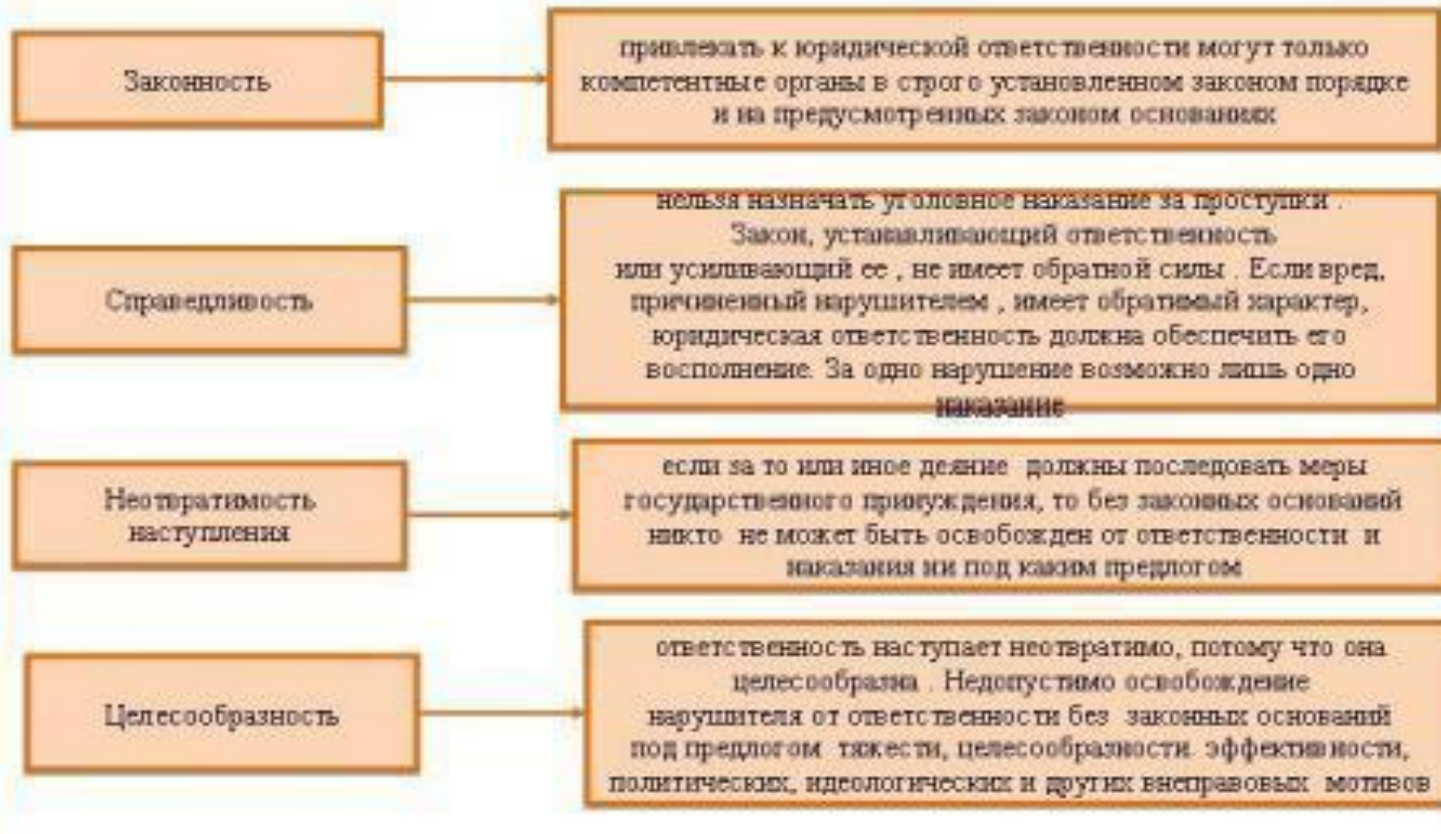 Законность
привлекать к юридической ответственности могут только
компетентные органы в строго установленном законом порядке
и на предусмотренных законом основаниях
Справедливость
нельзя назначать уголовное наказание за проступки .
Закон, устанавливающий ответственность
или усиливающий ее , не имеет обратной силы . Если вред,
причиненный нарушителем , имеет обратимый характер,
юридическая ответственность должна обеспечить его
восполнение. За одно нарушение возможно лишь одно
наказание
Неотвратимость
наступления
если за то или иное деяние должны последовать меры
государственного принуждения, то без законных оснований
никто не может быть освобожден от ответственности и
наказания ни под каким предлогом
Целесообразность
ответственность наступает неотвратимо, потому что она
целесообразна . Недопустимо освобождение
нарушителя от ответственности без законных оснований
под предлогом тяжести, целесообразности. эффективности,
политических, идеологических и других внеправовых мотивов